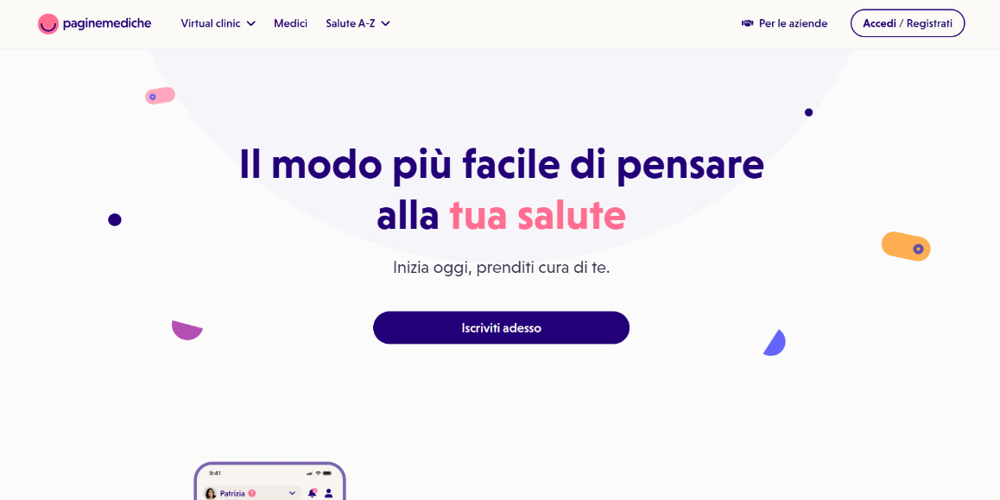 paginemediche
Virtual clinic
Medici
Salute A-Z
Per le aziende
Accedi / Registrati
Il modo più facile di pensare
alla tua salute
Inizia oggi, prenditi cura di te.
Iscriviti adesso
9:41
Patrizia